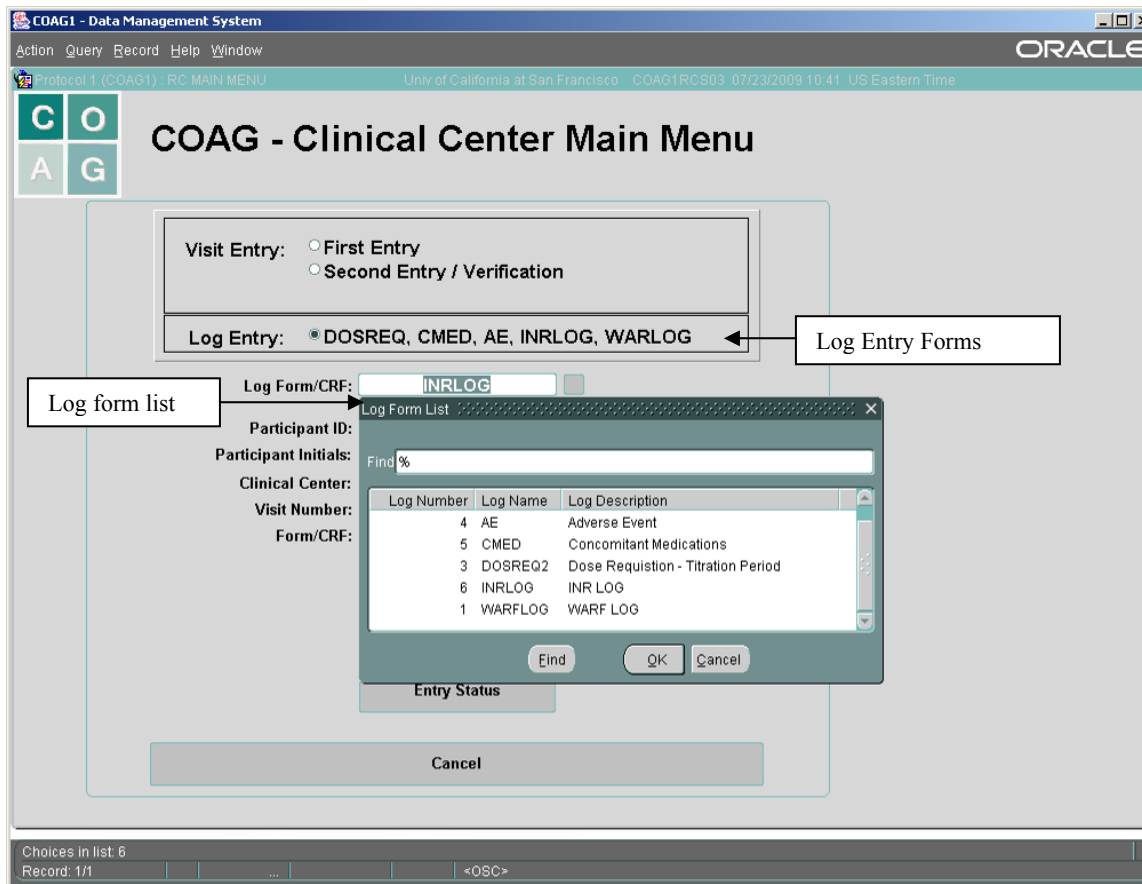 COAG1 - Data Management System
Action Query Record Help Window
ORACLE
Protocol 1 (COAG1) : RC MAIN MENU Univ of California at San Francisco COAG1RCS03 07/23/2009 10:41 US Eastern Time
C O
A G
COAG - Clinical Center Main Menu
Visit Entry: First Entry
Second Entry / Verification
Log Entry: DOSREQ, CMED, AE, INRLOG, WARLOG
Log Entry Forms
Log Form/CRF: INRLOG
Log form list
Log Form List
Participant ID:
Participant Initials:
Clinical Center:
Visit Number:
Form/CRF:
Find %
Log Number Log Name Log Description
4 AE Adverse Event
5 CMED Concomitant Medications
3 DOSREQ2 Dose Requistion - Titration Period
6 INRLOG INR LOG
1 WARFLOG WARF LOG
Find OK Cancel
Entry Status
Cancel
Choices in list: 6
Record: 1/1 ... <OSC>